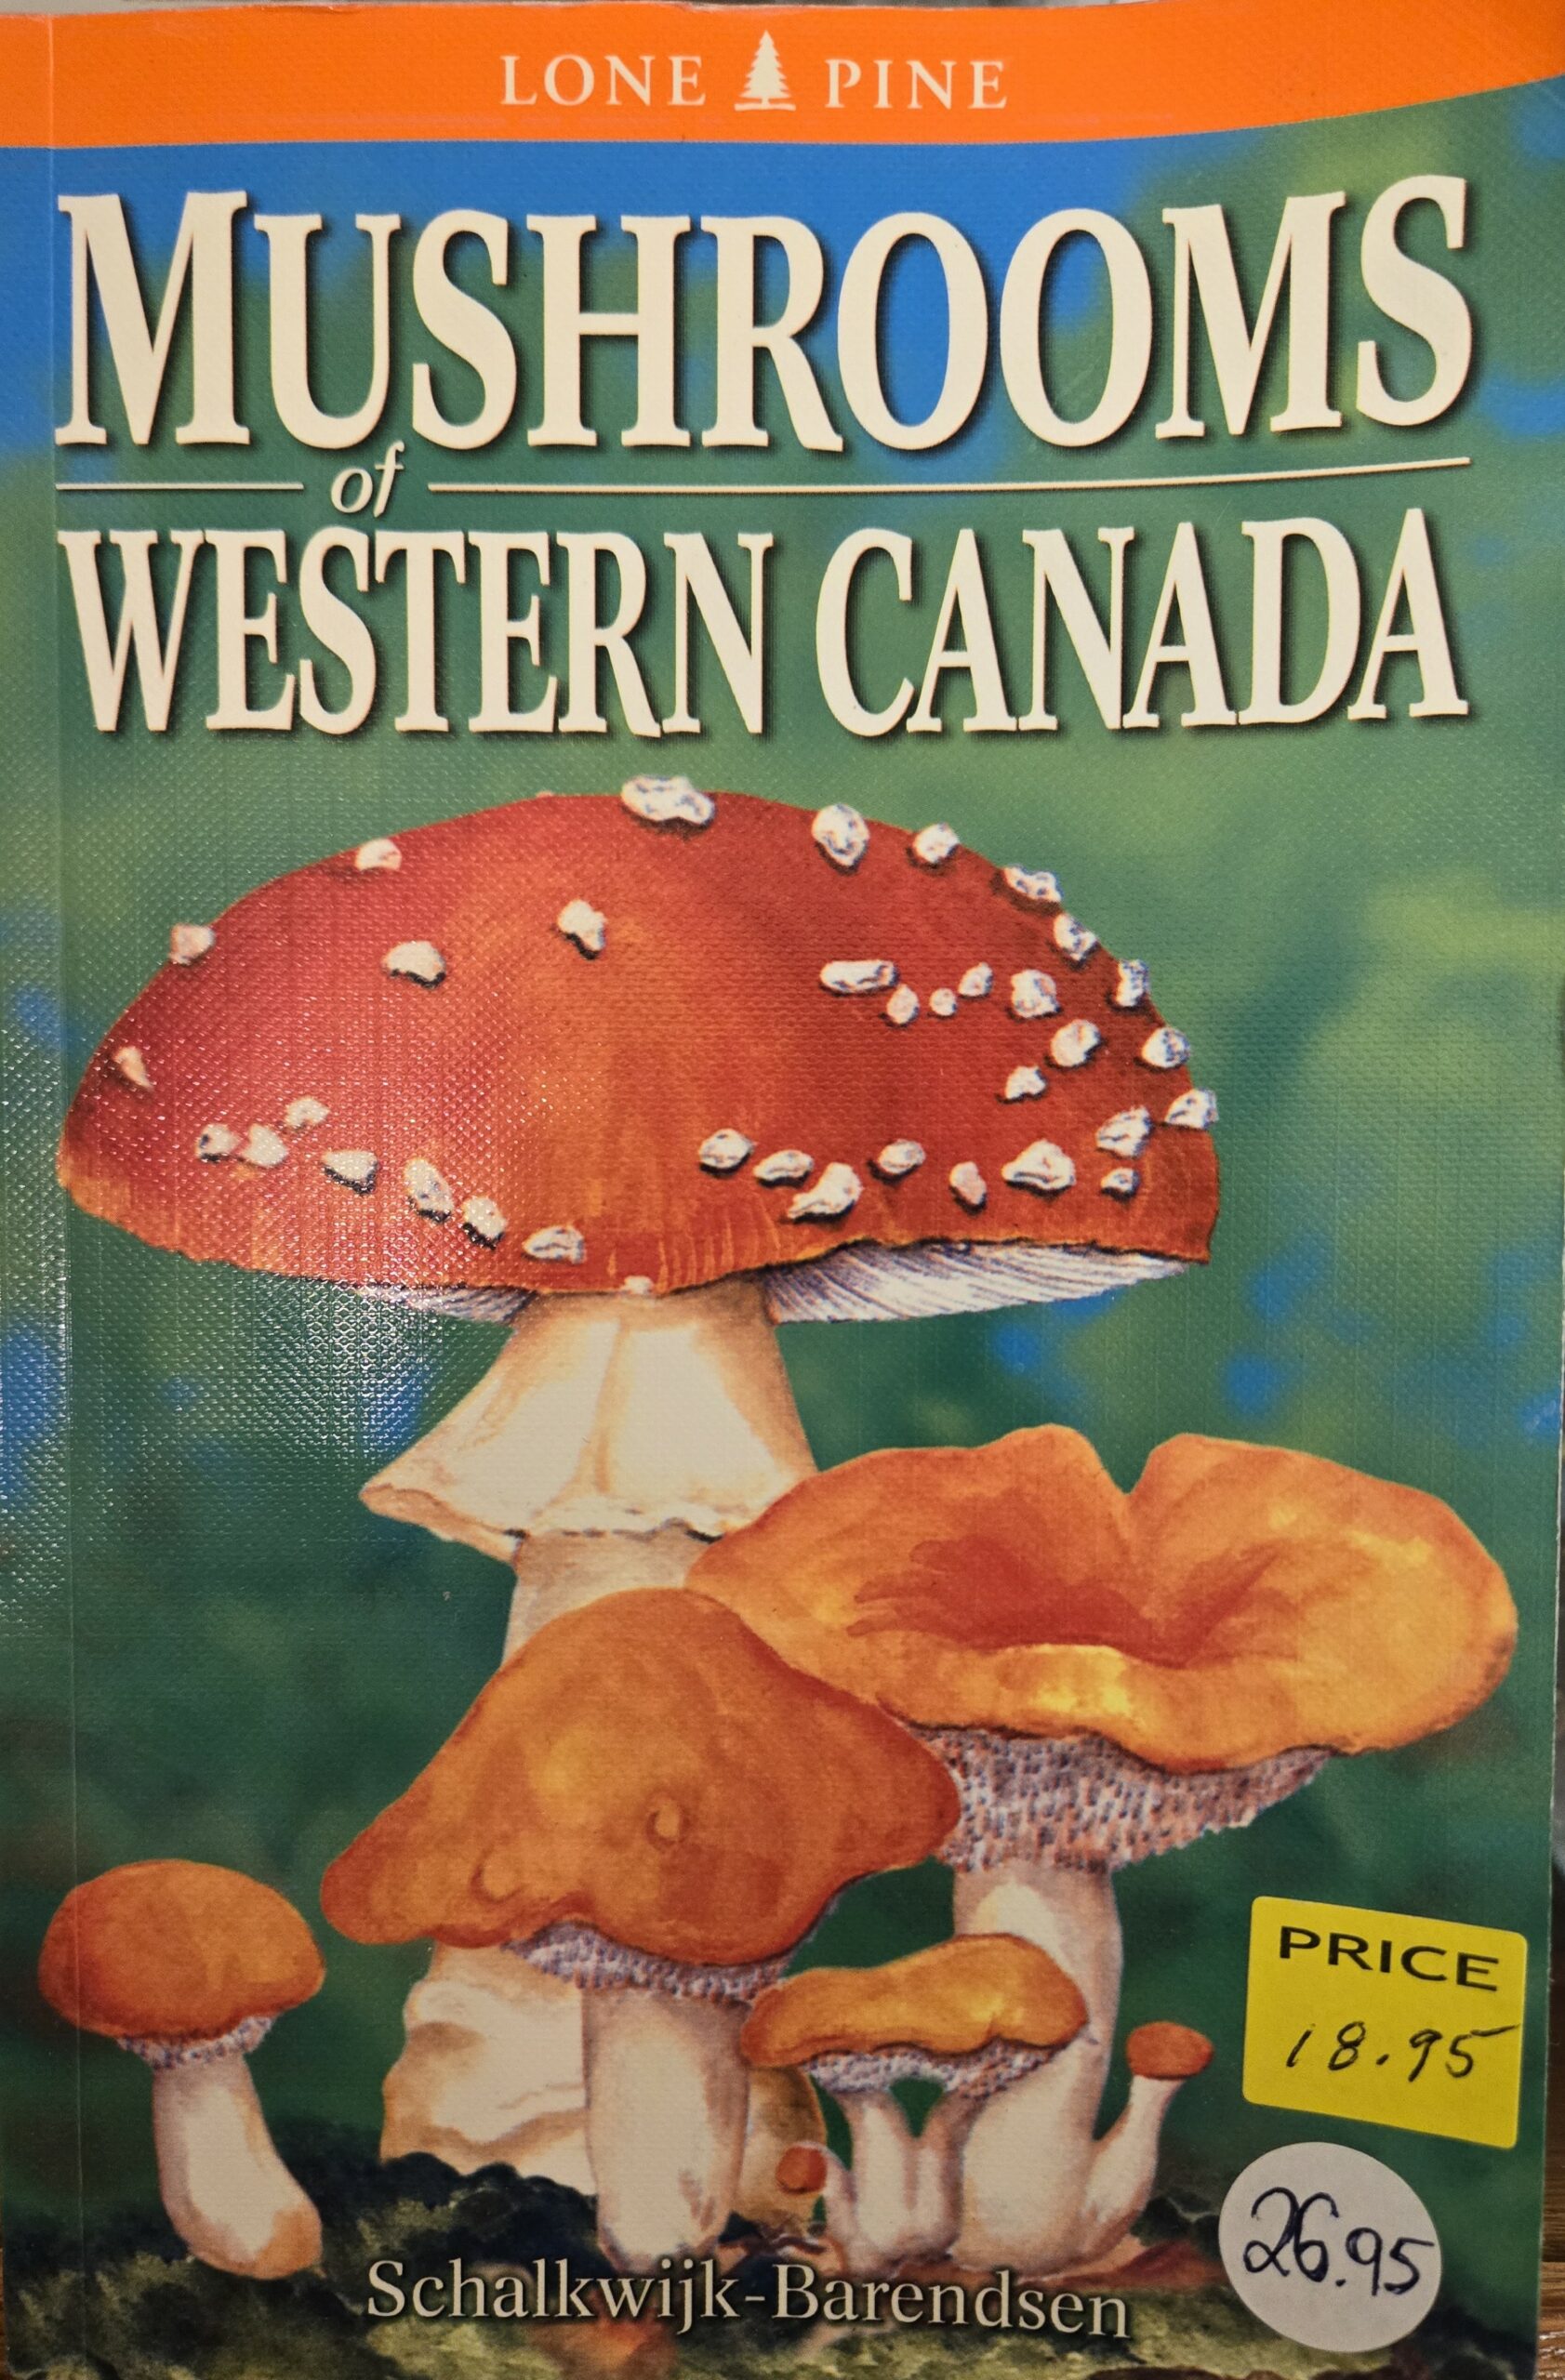 LONE PINE
MUSHROOMS
of
WESTERN CANADA
PRICE
18.95
26.95
Schalkwijk-Barendsen